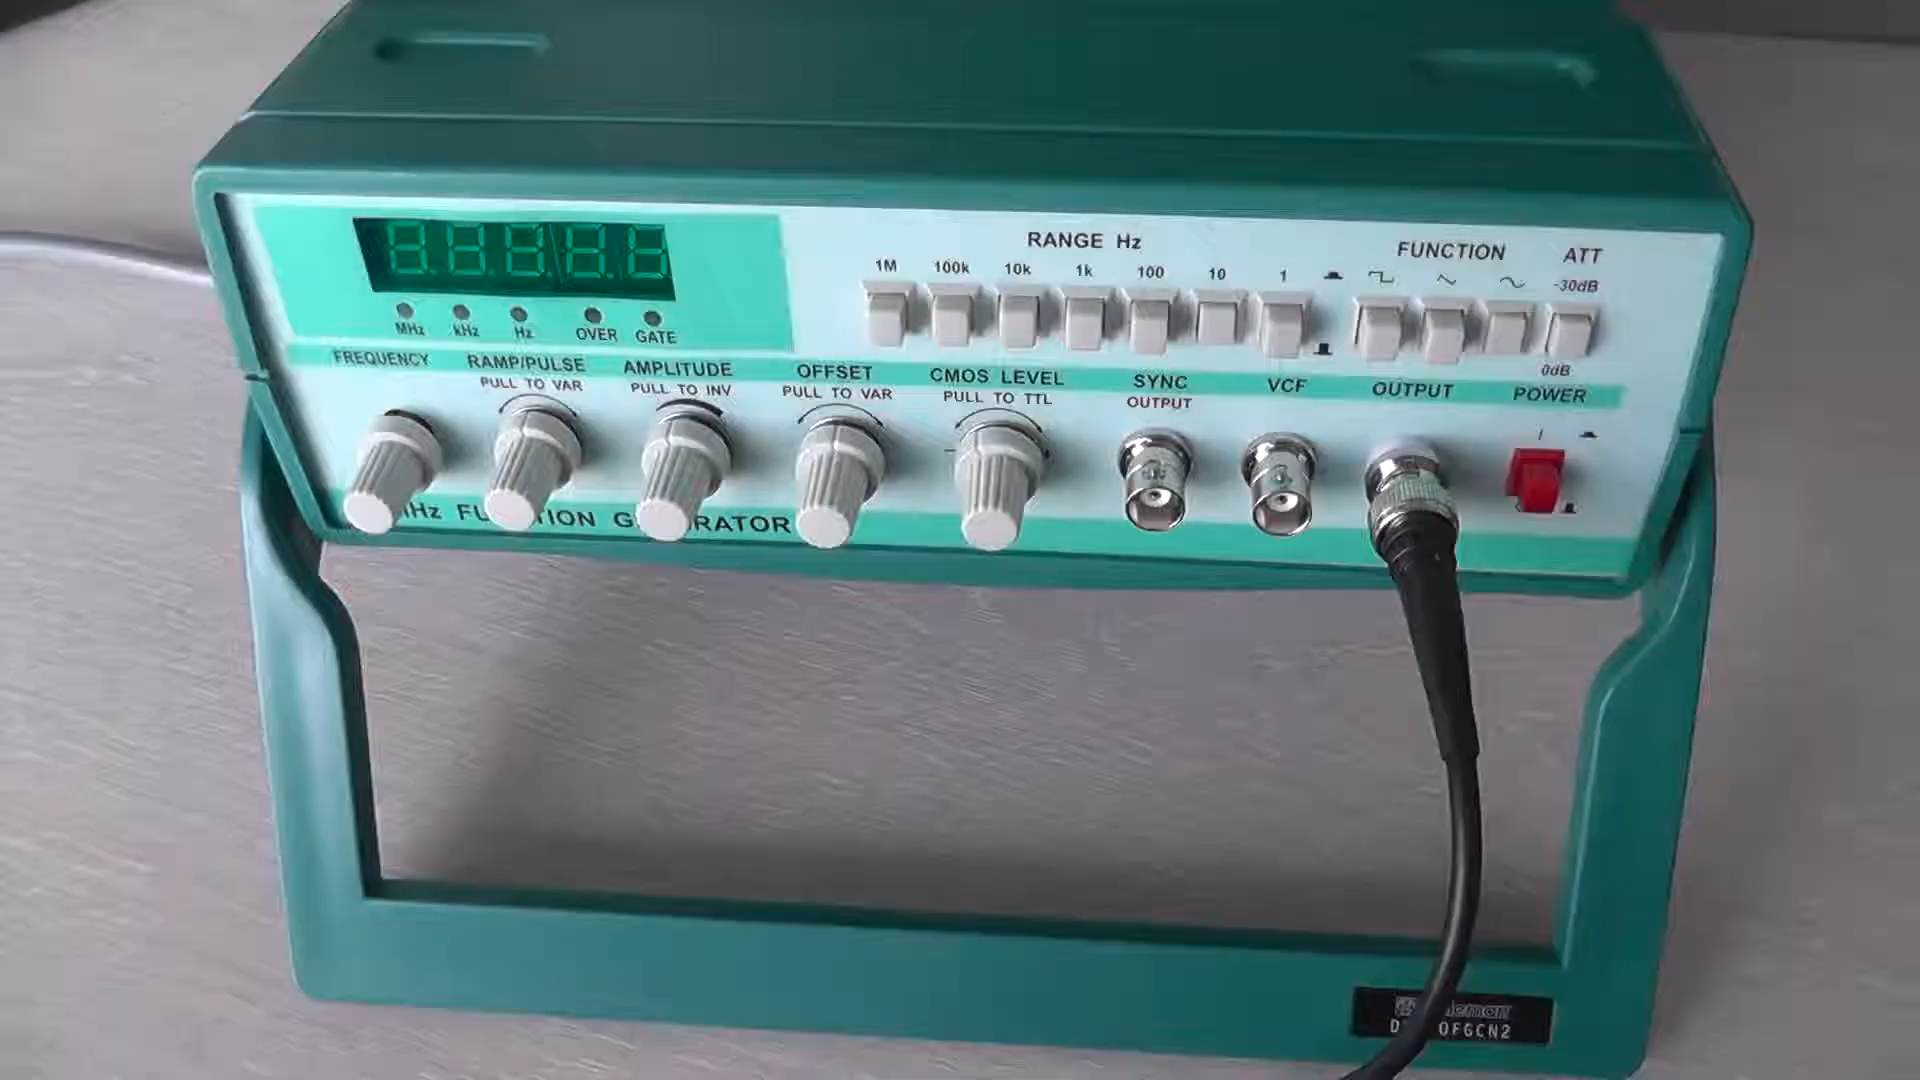 RANGE Hz
FUNCTION
ATT
1M 100k 10k 1k 100 10 1
-30dB
MHz kHz Hz OVER GATE
0dB
FREQUENCY RAMP/PULSE AMPLITUDE OFFSET CMOS LEVEL SYNC VCF OUTPUT POWER
PULL TO VAR PULL TO INV PULL TO VAR PULL TO TTL OUTPUT